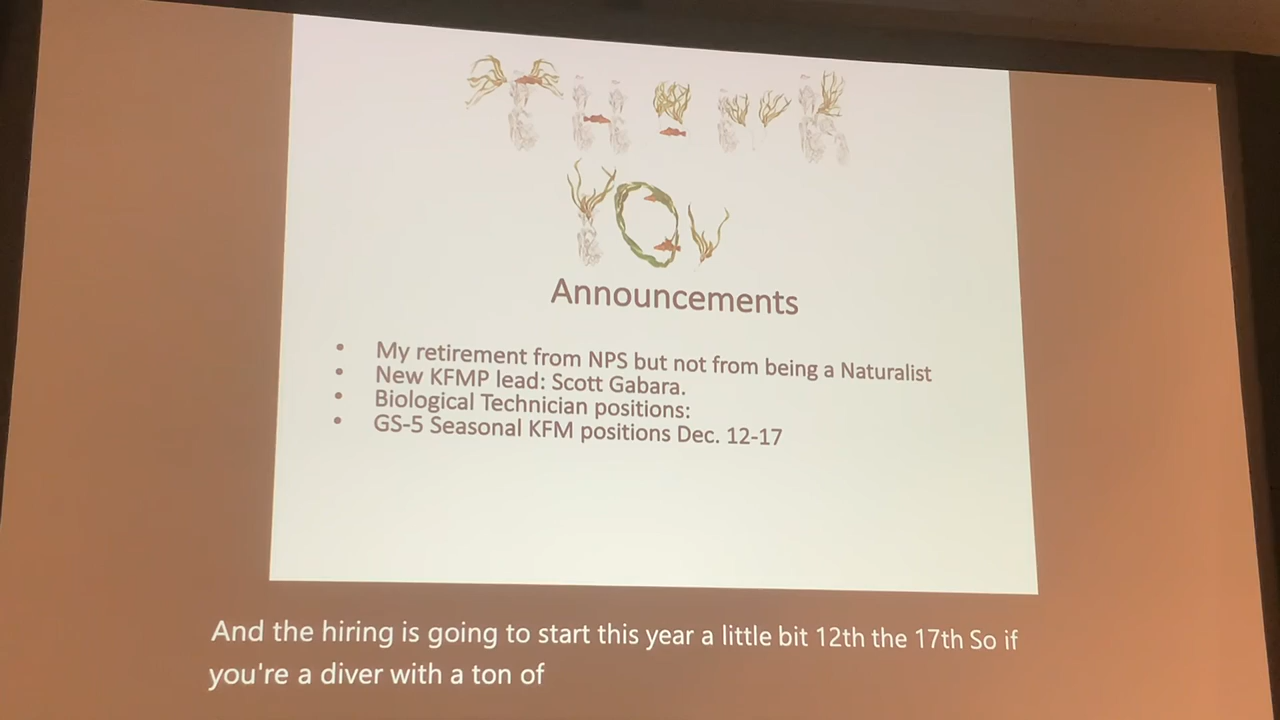 THANK
YOU
Announcements
• My retirement from NPS but not from being a Naturalist
• New KFMP lead: Scott Gabara.
• Biological Technician positions:
• GS-5 Seasonal KFM positions Dec. 12-17
And the hiring is going to start this year a little bit 12th the 17th So if
you're a diver with a ton of